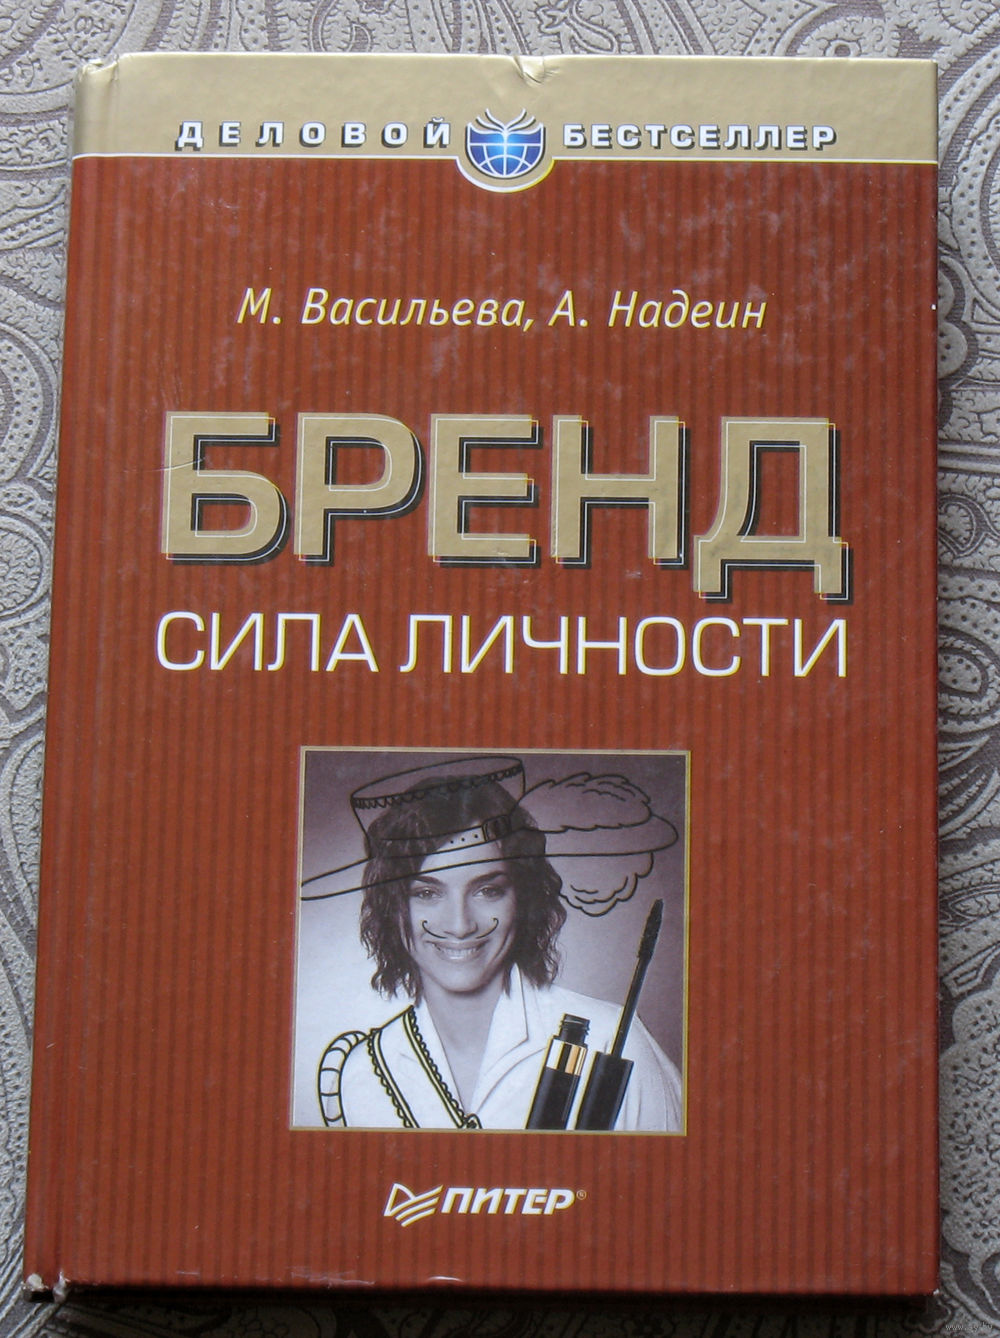 ДЕЛОВОЙ БЕСТСЕЛЛЕР
М. Васильева, А. Надеин
БРЕНД
СИЛА ЛИЧНОСТИ
ПИТЕР®